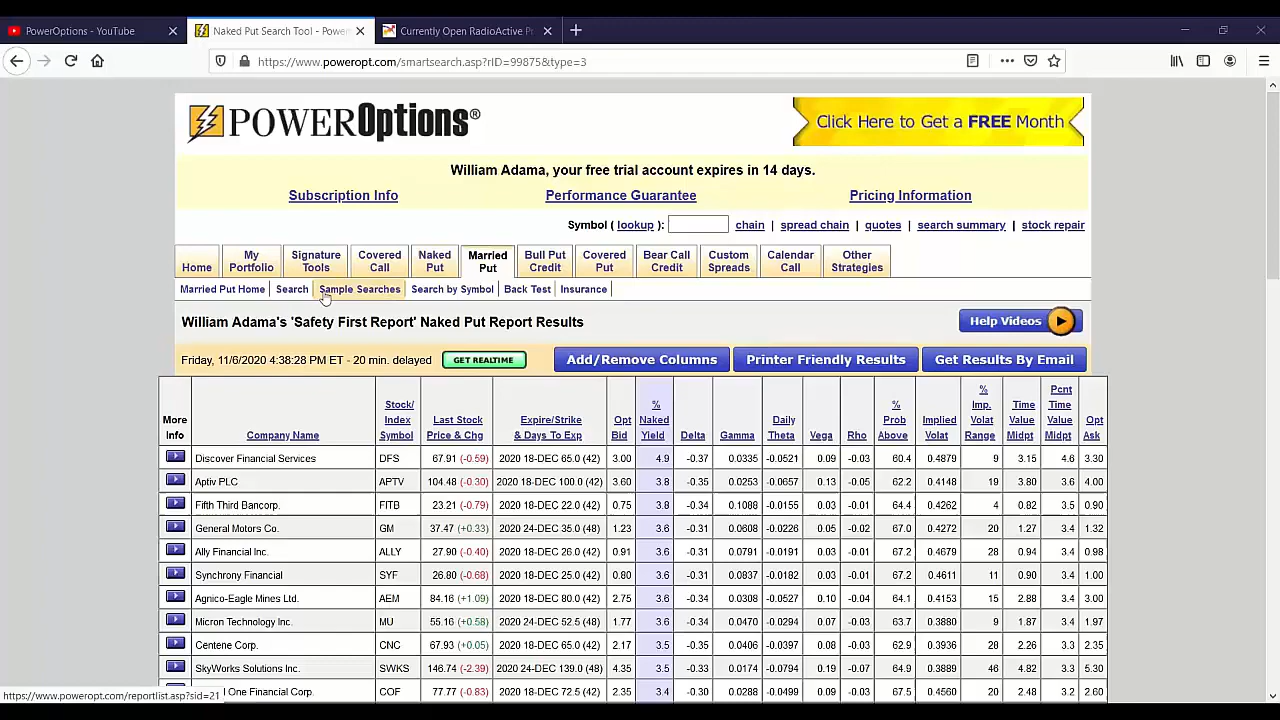 PowerOptions - YouTube
Naked Put Search Tool - Power
Currently Open RadioActive P
https://www.poweropt.com/smartsearch.asp?rID=99875&type=3
POWEROptions®
Click Here to Get a FREE Month
William Adama, your free trial account expires in 14 days.
Subscription Info Performance Guarantee Pricing Information
Symbol ( lookup ): chain | spread chain | quotes | search summary | stock repair
Home My Portfolio Signature Tools Covered Call Naked Put Married Put Bull Put Credit Covered Put Bear Call Credit Custom Spreads Calendar Call Other Strategies
Married Put Home Search Sample Searches Search by Symbol Back Test Insurance
William Adama's 'Safety First Report' Naked Put Report Results Help Videos
Friday, 11/6/2020 4:38:28 PM ET - 20 min. delayed GET REALTIME Add/Remove Columns Printer Friendly Results Get Results By Email
More Info Company Name Stock/ Index Symbol Last Stock Price & Chg Expire/Strike & Days To Exp Opt Bid % Naked Yield Delta Gamma Daily Theta Vega Rho % Prob Above Implied Volat % Imp. Volat Range Time Value Midpt Pcnt Time Value Midpt Opt Ask
Discover Financial Services DFS 67.91 (-0.59) 2020 18-DEC 65.0 (42) 3.00 4.9 -0.37 0.0335 -0.0521 0.09 -0.03 60.4 0.4879 9 3.15 4.6 3.30
Aptiv PLC APTV 104.48 (-0.30) 2020 18-DEC 100.0 (42) 3.60 3.8 -0.35 0.0253 -0.0657 0.13 -0.05 62.2 0.4148 19 3.80 3.6 4.00
Fifth Third Bancorp. FITB 23.21 (-0.79) 2020 18-DEC 22.0 (42) 0.75 3.8 -0.34 0.1088 -0.0155 0.03 -0.01 64.4 0.4262 4 0.82 3.5 0.90
General Motors Co. GM 37.47 (+0.33) 2020 24-DEC 35.0 (48) 1.23 3.6 -0.31 0.0608 -0.0226 0.05 -0.02 67.0 0.4272 20 1.27 3.4 1.32
Ally Financial Inc. ALLY 27.90 (-0.40) 2020 18-DEC 26.0 (42) 0.91 3.6 -0.31 0.0791 -0.0191 0.03 -0.01 67.2 0.4679 28 0.94 3.4 0.98
Synchrony Financial SYF 26.80 (-0.68) 2020 18-DEC 25.0 (42) 0.80 3.6 -0.31 0.0837 -0.0182 0.03 -0.01 67.2 0.4611 11 0.90 3.4 1.00
Agnico-Eagle Mines Ltd. AEM 84.16 (+1.09) 2020 18-DEC 80.0 (42) 2.75 3.6 -0.34 0.0308 -0.0527 0.10 -0.04 64.1 0.4153 15 2.88 3.4 3.00
Micron Technology Inc. MU 55.16 (+0.58) 2020 24-DEC 52.5 (48) 1.77 3.6 -0.34 0.0470 -0.0294 0.07 -0.03 63.7 0.3880 9 1.87 3.4 1.97
Centene Corp. CNC 67.93 (+0.05) 2020 18-DEC 65.0 (42) 2.17 3.5 -0.35 0.0406 -0.0397 0.08 -0.03 62.9 0.3936 28 2.26 3.3 2.35
SkyWorks Solutions Inc. SWKS 146.74 (-2.39) 2020 24-DEC 139.0 (48) 4.35 3.5 -0.33 0.0174 -0.0794 0.19 -0.07 64.9 0.3889 46 4.82 3.3 5.30
One Financial Corp. COF 77.77 (-0.83) 2020 18-DEC 72.5 (42) 2.35 3.4 -0.30 0.0288 -0.0499 0.09 -0.03 67.5 0.4560 20 2.48 3.2 2.60
https://www.poweropt.com/reportlist.asp?sid=21